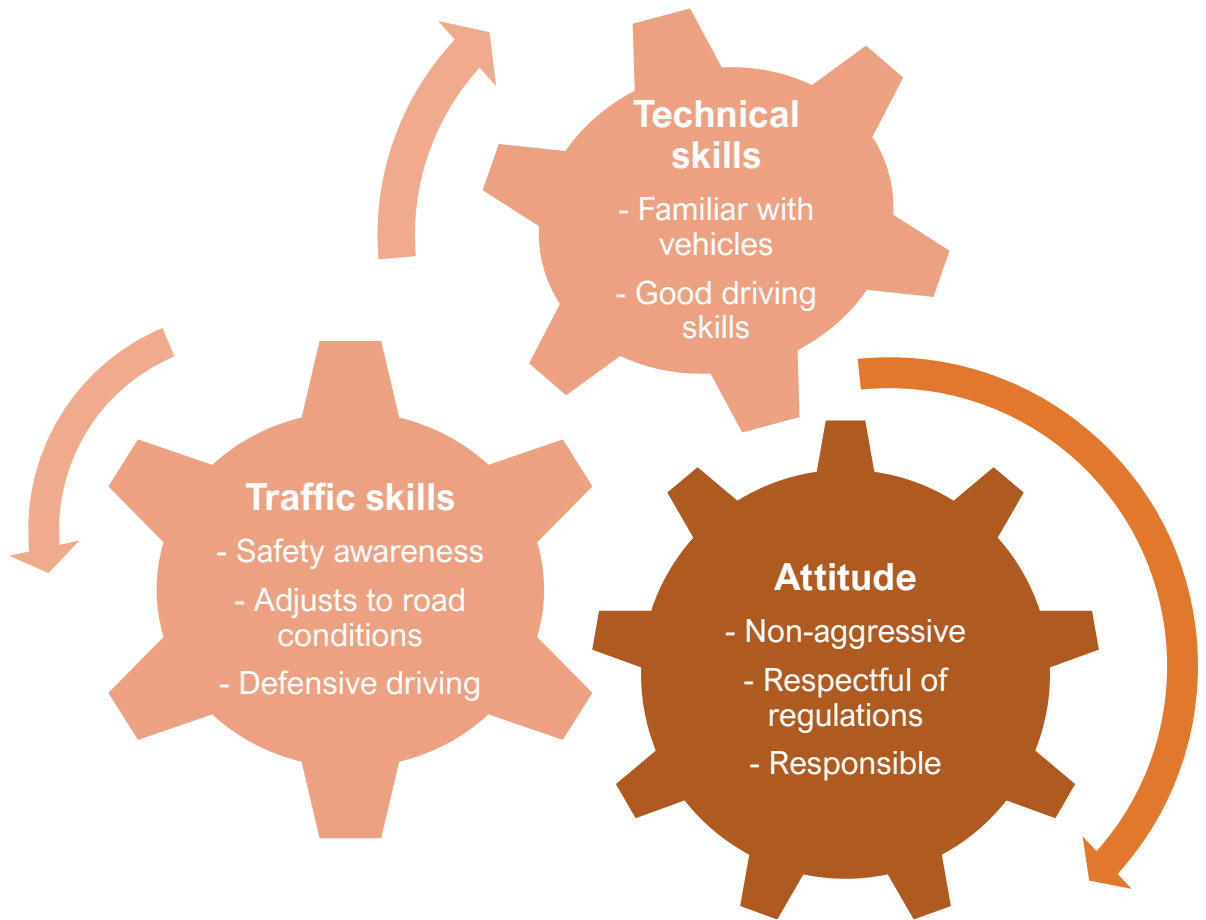 Technical
skills
- Familiar with
vehicles
- Good driving
skills
Traffic skills
- Safety awareness
- Adjusts to road
conditions
- Defensive driving
Attitude
- Non-aggressive
- Respectful of
regulations
- Responsible